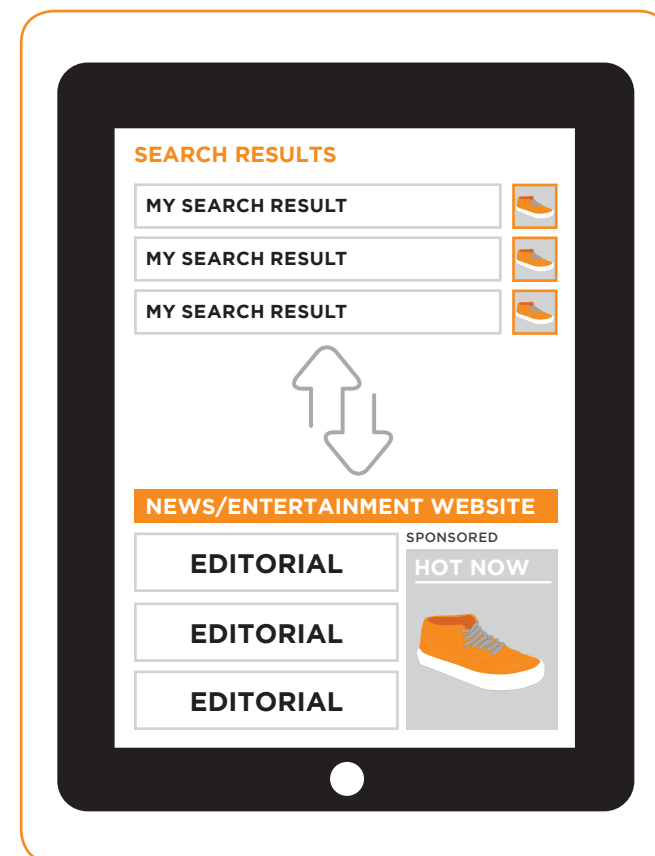 SEARCH RESULTS
MY SEARCH RESULT
MY SEARCH RESULT
MY SEARCH RESULT
NEWS/ENTERTAINMENT WEBSITE
EDITORIAL
EDITORIAL
EDITORIAL
SPONSORED
HOT NOW